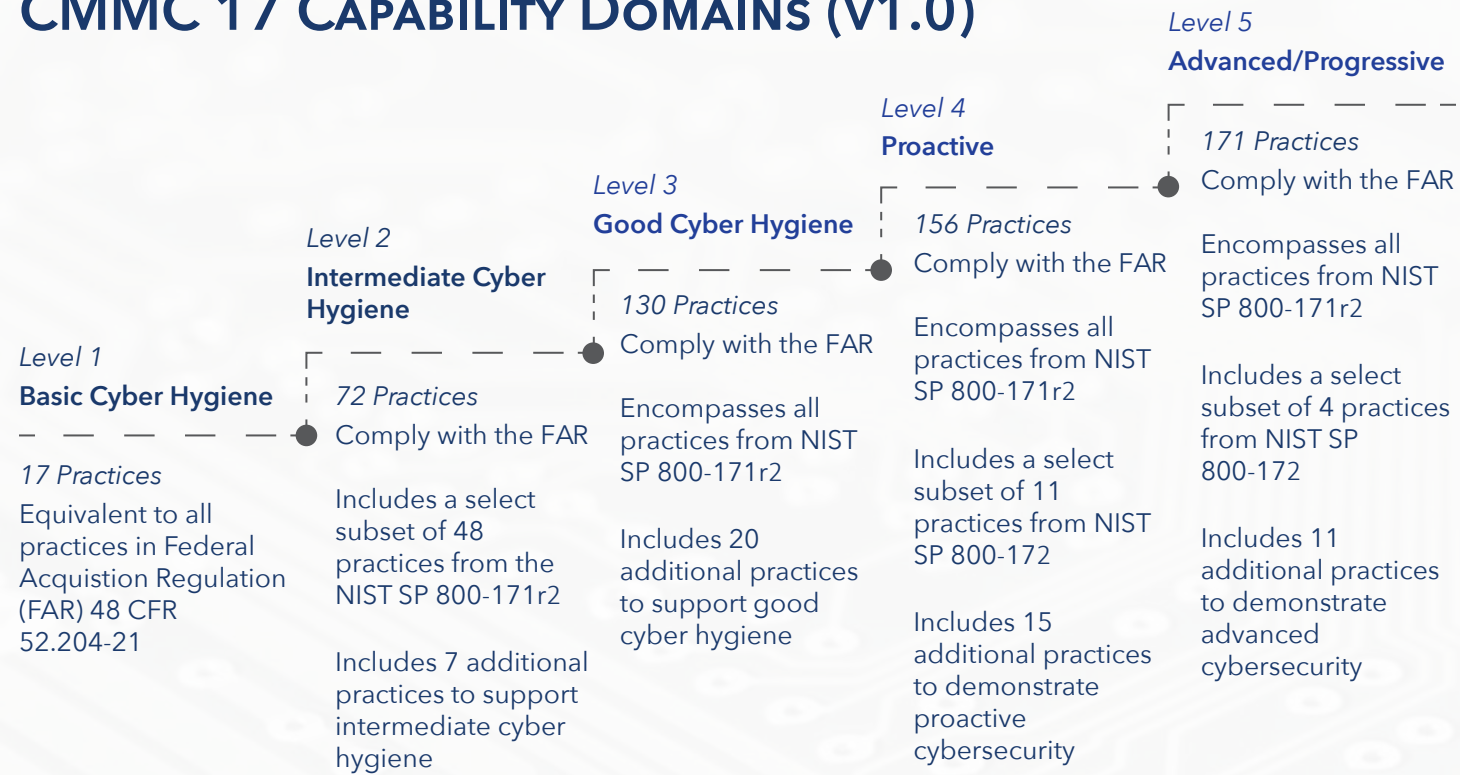 CMMC 17 CAPABILITY DOMAINS (V1.0)
Level 1
Basic Cyber Hygiene
17 Practices
Equivalent to all
practices in Federal
Acquistion Regulation
(FAR) 48 CFR
52.204-21
Level 2
Intermediate Cyber
Hygiene
72 Practices
Comply with the FAR
Includes a select
subset of 48
practices from the
NIST SP 800-171r2
Includes 7 additional
practices to support
intermediate cyber
hygiene
Level 3
Good Cyber Hygiene
130 Practices
Comply with the FAR
Encompasses all
practices from NIST
SP 800-171r2
Includes 20
additional practices
to support good
cyber hygiene
Level 4
Proactive
156 Practices
Comply with the FAR
Encompasses all
practices from NIST
SP 800-171r2
Includes a select
subset of 11
practices from NIST
SP 800-172
Includes 15
additional practices
to demonstrate
proactive
cybersecurity
Level 5
Advanced/Progressive
171 Practices
Comply with the FAR
Encompasses all
practices from NIST
SP 800-171r2
Includes a select
subset of 4 practices
from NIST SP
800-172
Includes 11
additional practices
to demonstrate
advanced
cybersecurity